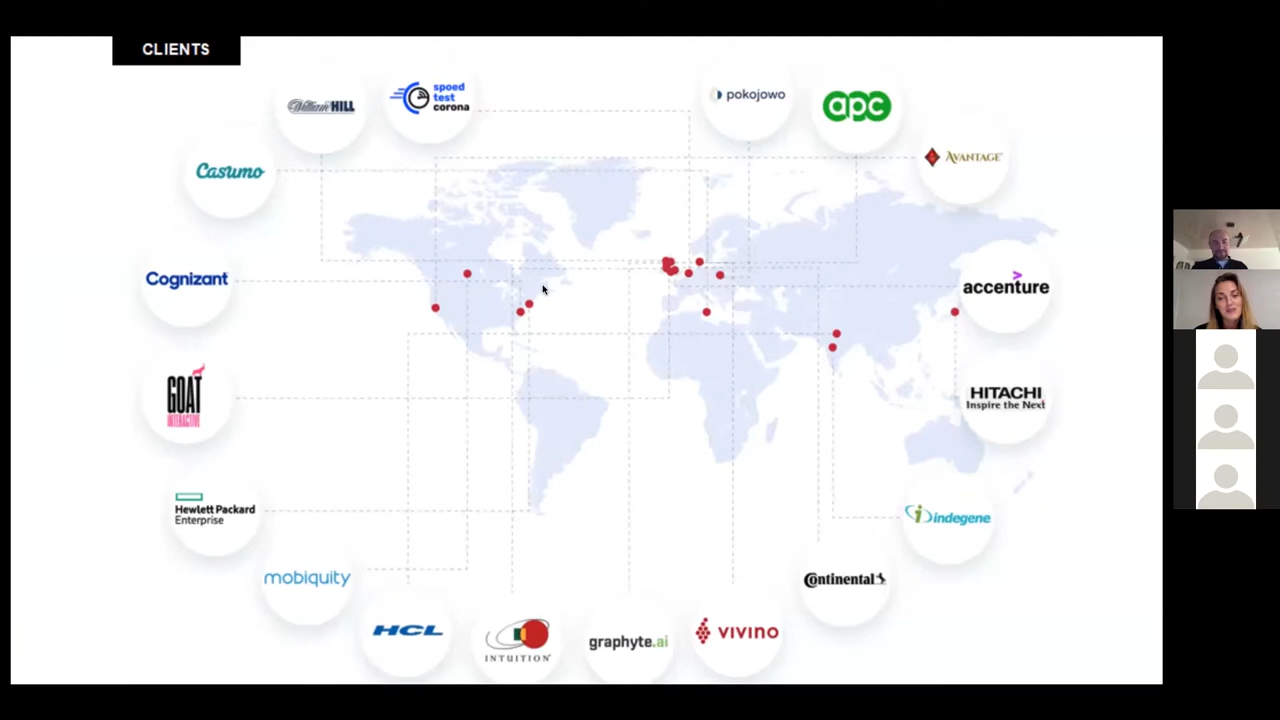 CLIENTS
William HILL
spoed
test
corona
pokojowo
apc
AVANTAGE
Casumo
Cognizant
accenture
GOAT
INTERACTIVE
HITACHI
Inspire the Next
Hewlett Packard
Enterprise
indegene
mobiquity
Continental
HCL
INTUITION
graphyte.ai
VIVINO